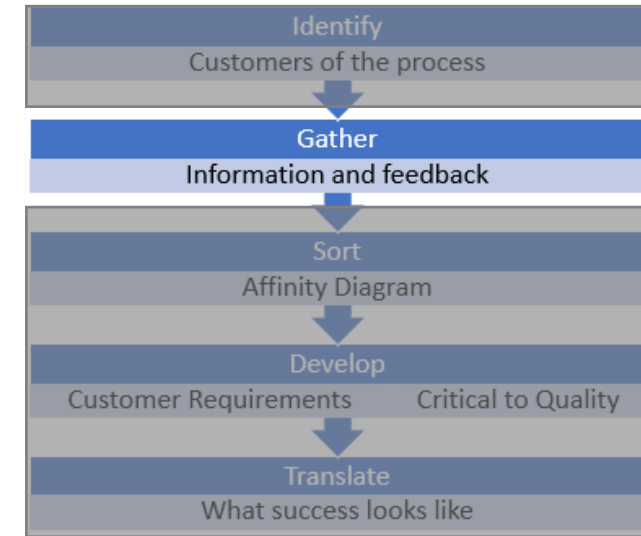 Identify
Customers of the process
Gather
Information and feedback
Sort
Affinity Diagram
Develop
Customer Requirements Critical to Quality
Translate
What success looks like